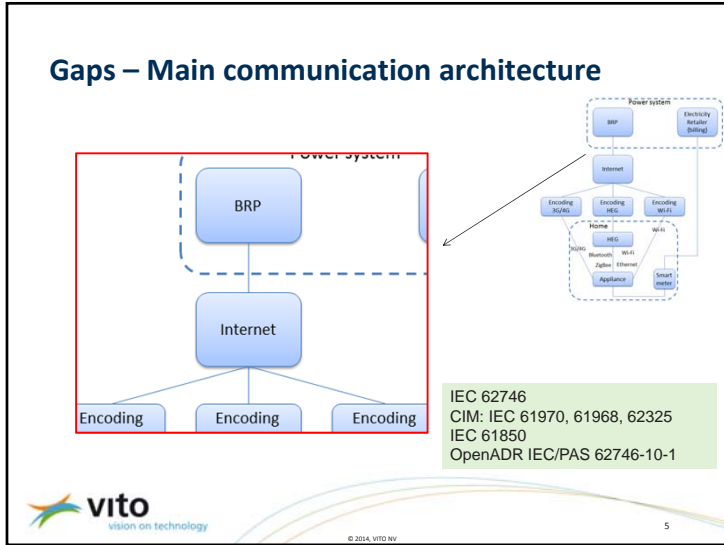 Gaps – Main communication architecture
Power system
BRP
Internet
Encoding
Encoding
Encoding
Power system
BRP
Electricity
Retailer
(billing)
Internet
Encoding
3G/4G
Encoding
HEG
Encoding
Wi-Fi
Home
HEG
3G/4G
Wi-Fi
Bluetooth
Wi-Fi
ZigBee
Ethernet
Appliance
Smart
meter
IEC 62746
CIM: IEC 61970, 61968, 62325
IEC 61850
OpenADR IEC/PAS 62746-10-1
vito
vision on technology
© 2014, VITO NV
5